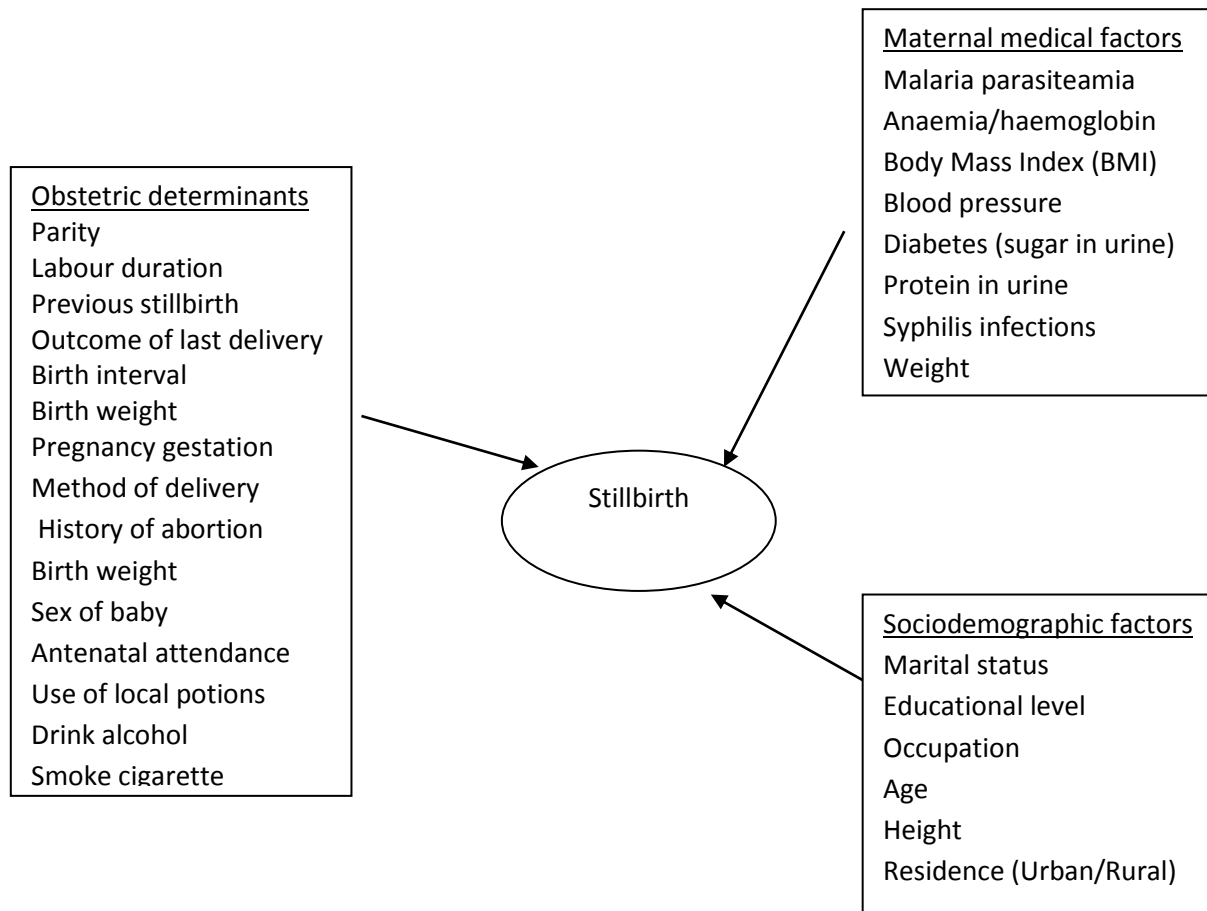 Maternal medical factors
Malaria parasiteamia
Anaemia/haemoglobin
Body Mass Index (BMI)
Blood pressure
Diabetes (sugar in urine)
Protein in urine
Syphilis infections
Weight
Obstetric determinants
Parity
Labour duration
Previous stillbirth
Outcome of last delivery
Birth interval
Birth weight
Pregnancy gestation
Method of delivery
History of abortion
Birth weight
Sex of baby
Antenatal attendance
Use of local potions
Drink alcohol
Smoke cigarette
Stillbirth
Sociodemographic factors
Marital status
Educational level
Occupation
Age
Height
Residence (Urban/Rural)